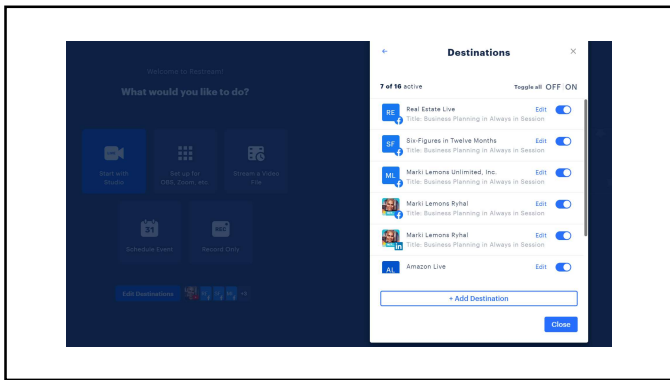 Welcome to Restream!
What would you like to do?
Start with
Studio
Set up for
OBS, Zoom, etc.
Stream a Video
File
31
Schedule Event
REC
Record Only
Edit Destinations
Destinations
7 of 16 active
Toggle all OFF ON
RE
Real Estate Live
Edit
Title: Business Planning in Always in Session
SF
Six-Figures in Twelve Months
Edit
Title: Business Planning in Always in Session
ML
Marki Lemons Unlimited, Inc.
Edit
Title: Business Planning in Always in Session
Marki Lemons Ryhal
Edit
Title: Business Planning in Always in Session
Marki Lemons Ryhal
Edit
Title: Business Planning in Always in Session
in
AL
Amazon Live
Edit
+ Add Destination
Close